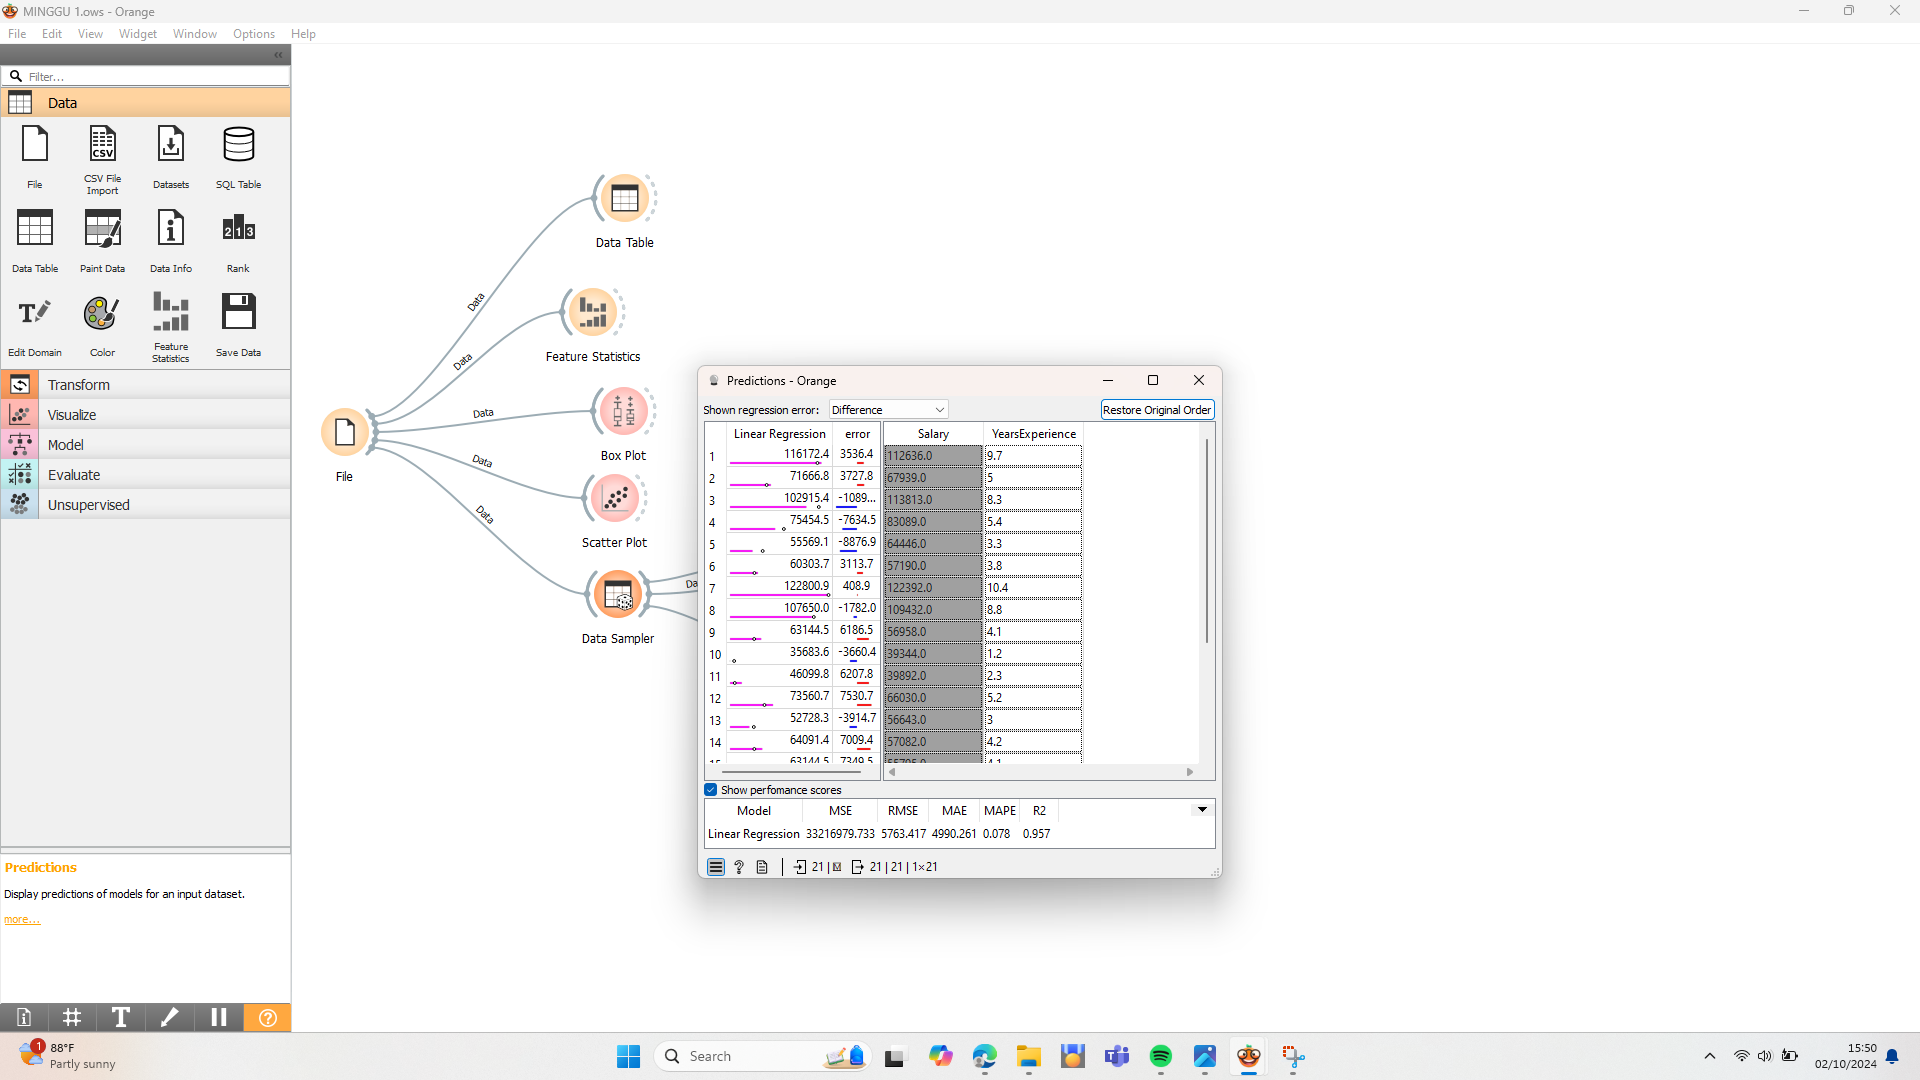 MINGGU 1.ows - Orange
File Edit View Widget Window Options Help
Filter...
Data
File
CSV File Import
Datasets
SQL Table
Data Table
Paint Data
Data Info
Rank
Edit Domain
Color
Feature Statistics
Save Data
Transform
Visualize
Model
Evaluate
Unsupervised
Predictions
Display predictions of models for an input dataset.
more...
File
Data
Data
Data
Data
Data
Data Table
Feature Statistics
Box Plot
Scatter Plot
Data Sampler
Da
Predictions - Orange
Shown regression error: Difference Restore Original Order
Linear Regression error Salary YearsExperience
1 116172.4 3536.4 112636.0 9.7
2 71666.8 3727.8 67939.0 5
3 102915.4 -1089... 113813.0 8.3
4 75454.5 -7634.5 83089.0 5.4
5 55569.1 -8876.9 64446.0 3.3
6 60303.7 3113.7 57190.0 3.8
7 122800.9 408.9 122392.0 10.4
8 107650.0 -1782.0 109432.0 8.8
9 63144.5 6186.5 56958.0 4.1
10 35683.6 -3660.4 39344.0 1.2
11 46099.8 6207.8 39892.0 2.3
12 73560.7 7530.7 66030.0 5.2
13 52728.3 -3914.7 56643.0 3
14 64091.4 7009.4 57082.0 4.2
63144.5 7349.5 4.1
Show perfomance scores
Model MSE RMSE MAE MAPE R2
Linear Regression 33216979.733 5763.417 4990.261 0.078 0.957
21 | 21 | 21 | 1×21
1
88°F
Partly sunny
Search
15:50
02/10/2024